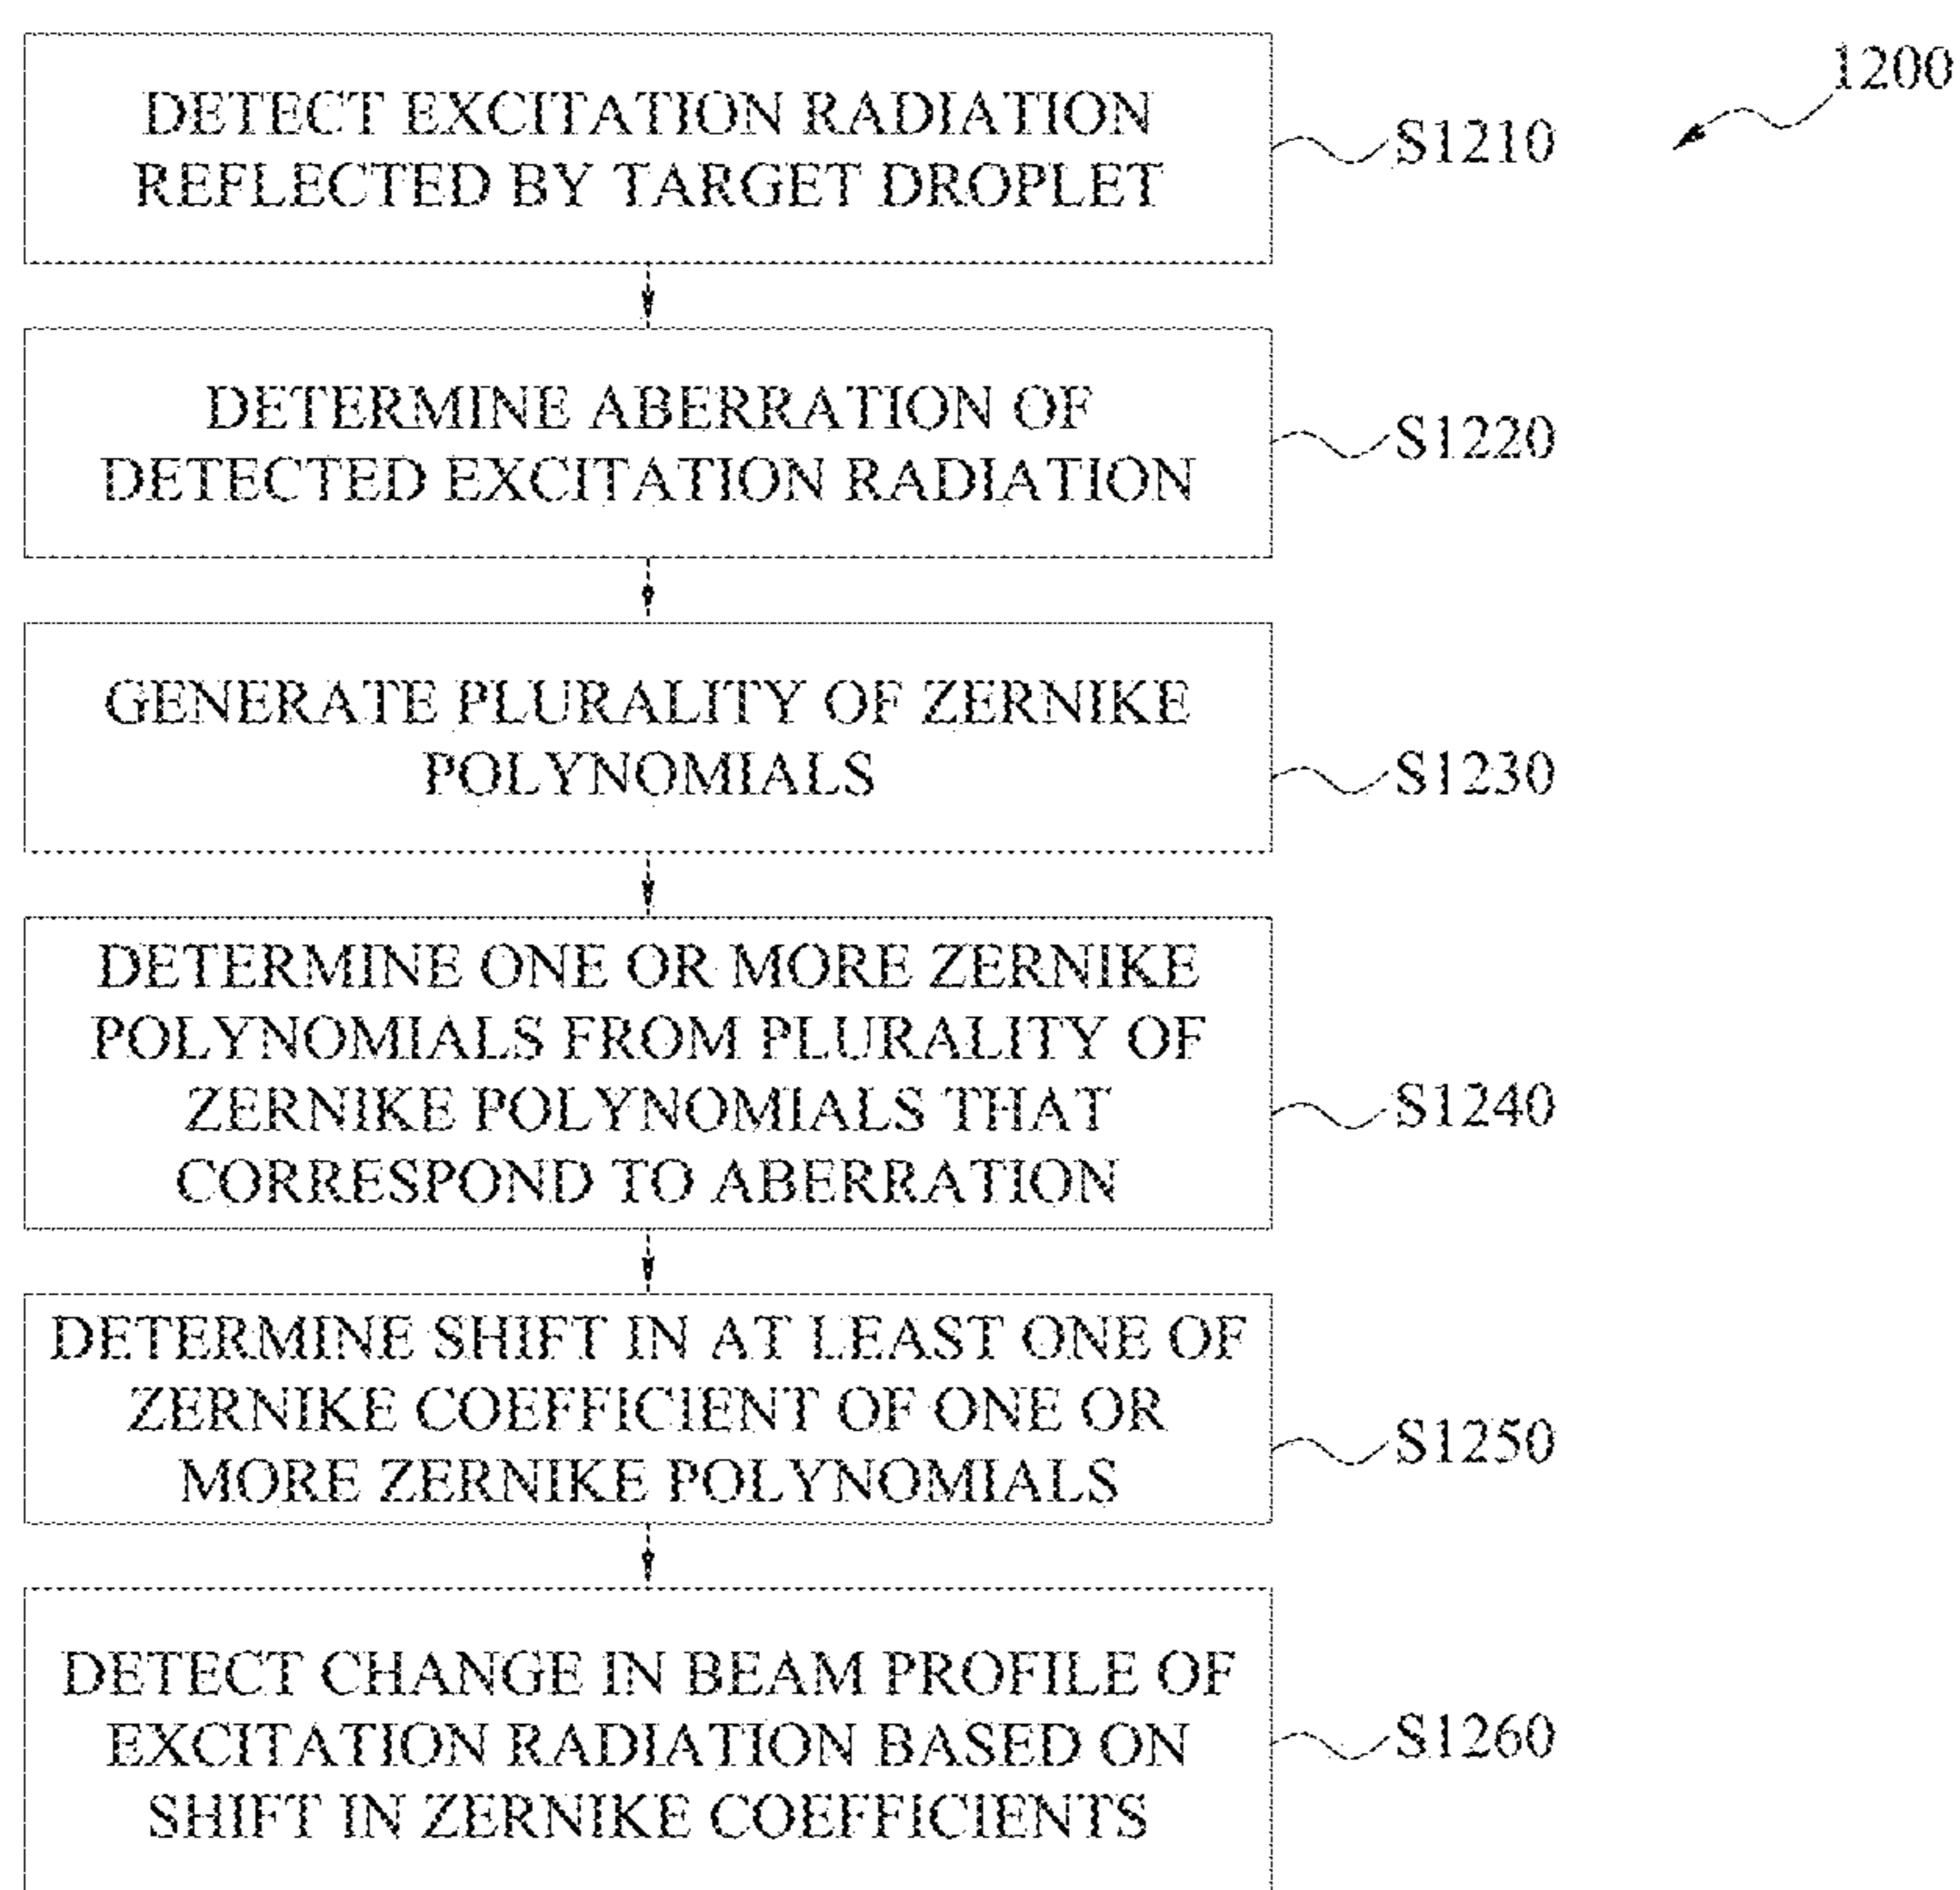 1200
DETECT EXCITATION RADIATION
REFLECTED BY TARGET DROPLET
S1210
DETERMINE ABERRATION OF
DETECTED EXCITATION RADIATION
S1220
GENERATE PLURALITY OF ZERNIKE
POLYNOMIALS
S1230
DETERMINE ONE OR MORE ZERNIKE
POLYNOMIALS FROM PLURALITY OF
ZERNIKE POLYNOMIALS THAT
CORRESPOND TO ABERRATION
S1240
DETERMINE SHIFT IN AT LEAST ONE OF
ZERNIKE COEFFICIENT OF ONE OR
MORE ZERNIKE POLYNOMIALS
S1250
DETECT CHANGE IN BEAM PROFILE OF
EXCITATION RADIATION BASED ON
SHIFT IN ZERNIKE COEFFICIENTS
S1260